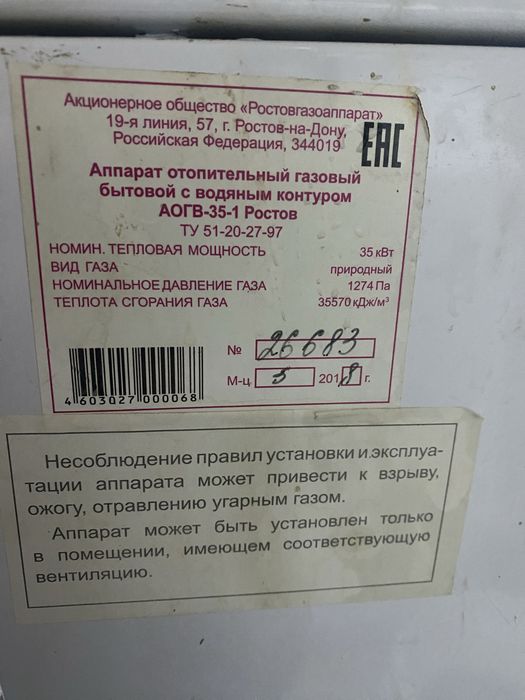 Акционерное общество «Ростовгазоаппарат»
19-я линия, 57, г. Ростов-на-Дону,
Российская Федерация, 344019
EAC
Аппарат отопительный газовый
бытовой с водяным контуром
АОГВ-35-1 Ростов
ТУ 51-20-27-97
НОМИН. ТЕПЛОВАЯ МОЩНОСТЬ 35 кВт
ВИД ГАЗА природный
НОМИНАЛЬНОЕ ДАВЛЕНИЕ ГАЗА 1274 Па
ТЕПЛОТА СГОРАНИЯ ГАЗА 35570 кДж/м³
№ 26683
М-ц 5 2018 г.
4 603027 000068
Несоблюдение правил установки и эксплуа-
тации аппарата может привести к взрыву,
ожогу, отравлению угарным газом.
Аппарат может быть установлен только
в помещении, имеющем соответствующую
вентиляцию.